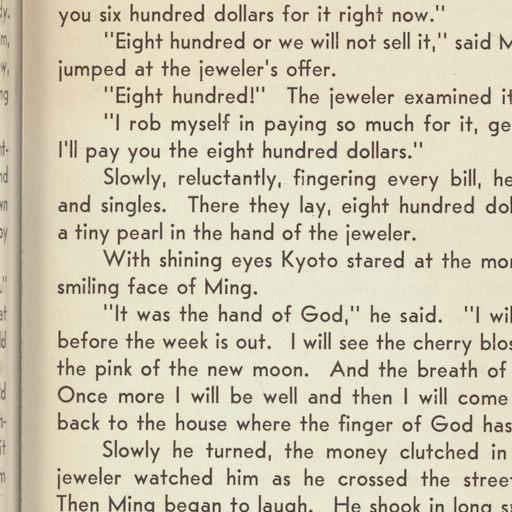 you six hundred dollars for it right now."
"Eight hundred or we will not sell it," said M
jumped at the jeweler's offer.
"Eight hundred!" The jeweler examined it
"I rob myself in paying so much for it, ge
I'll pay you the eight hundred dollars."
Slowly, reluctantly, fingering every bill, he
and singles. There they lay, eight hundred dol
a tiny pearl in the hand of the jeweler.
With shining eyes Kyoto stared at the mo
smiling face of Ming.
"It was the hand of God," he said. "I wil
before the week is out. I will see the cherry blos
the pink of the new moon. And the breath of
Once more I will be well and then I will come
back to the house where the finger of God has
Slowly he turned, the money clutched in
jeweler watched him as he crossed the stree
Then Ming began to laugh. He shook in long